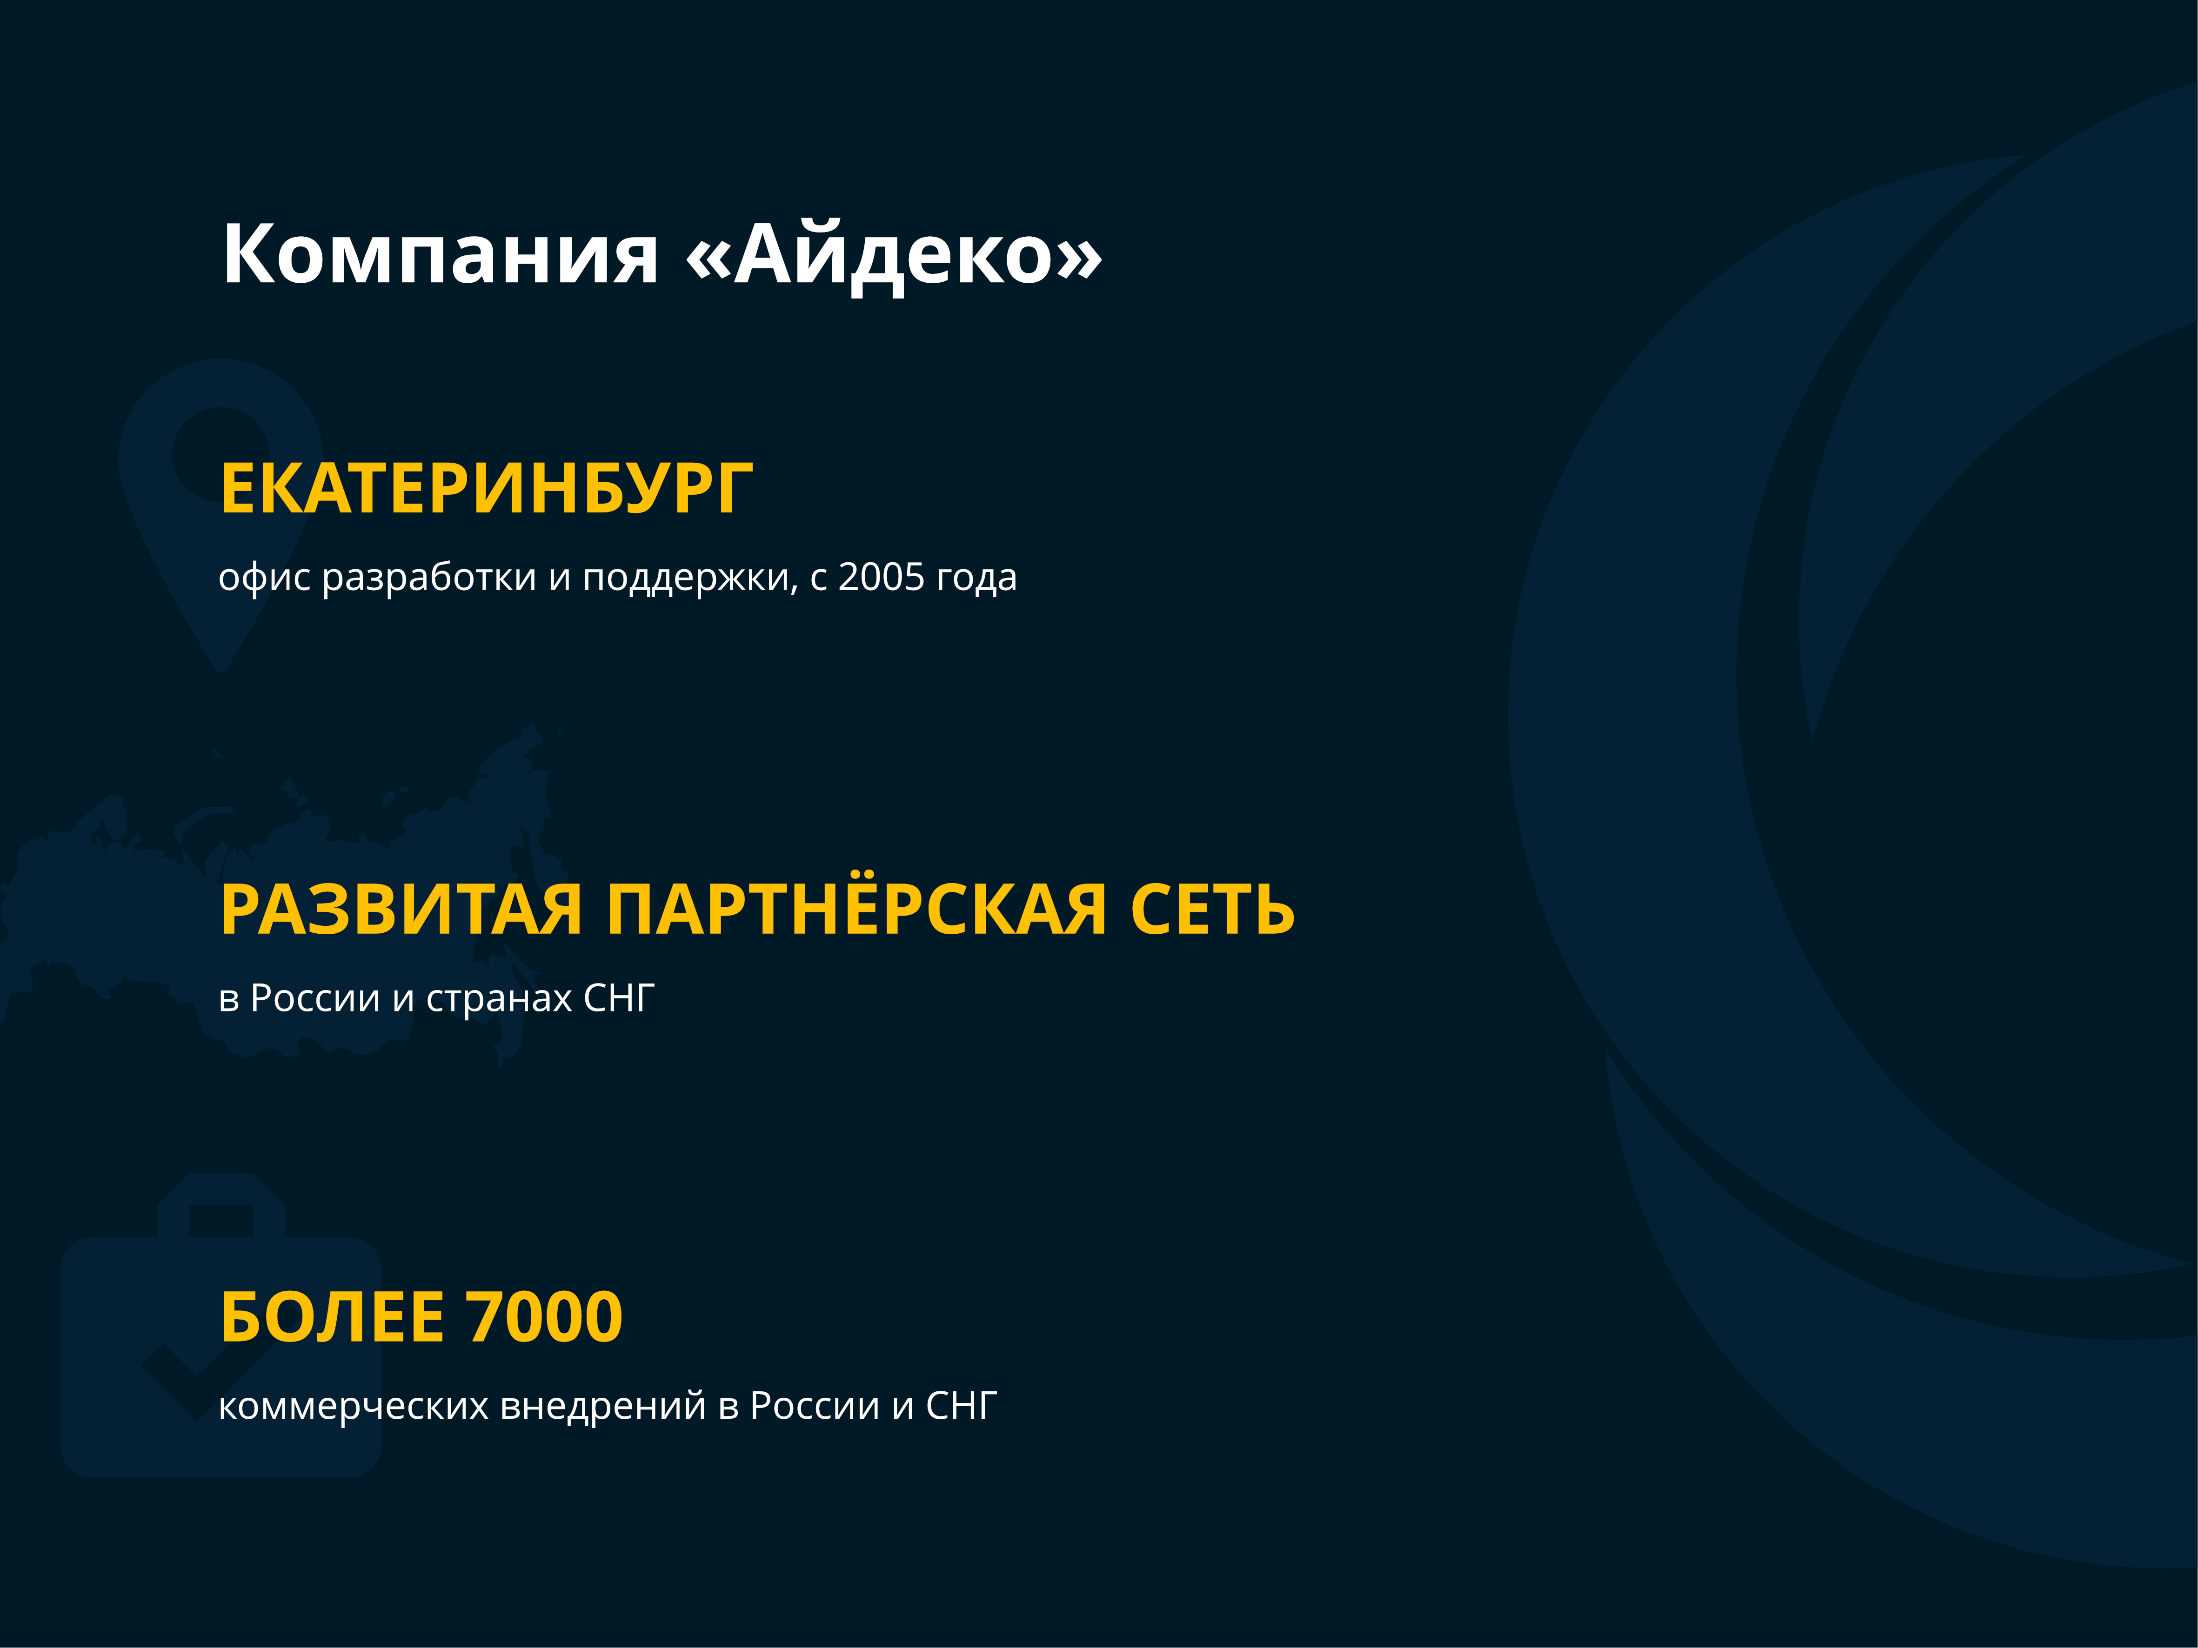 Компания «Айдеко»
ЕКАТЕРИНБУРГ
офис разработки и поддержки, с 2005 года
РАЗВИТАЯ ПАРТНЁРСКАЯ СЕТЬ
в России и странах СНГ
БОЛЕЕ 7000
коммерческих внедрений в России и СНГ